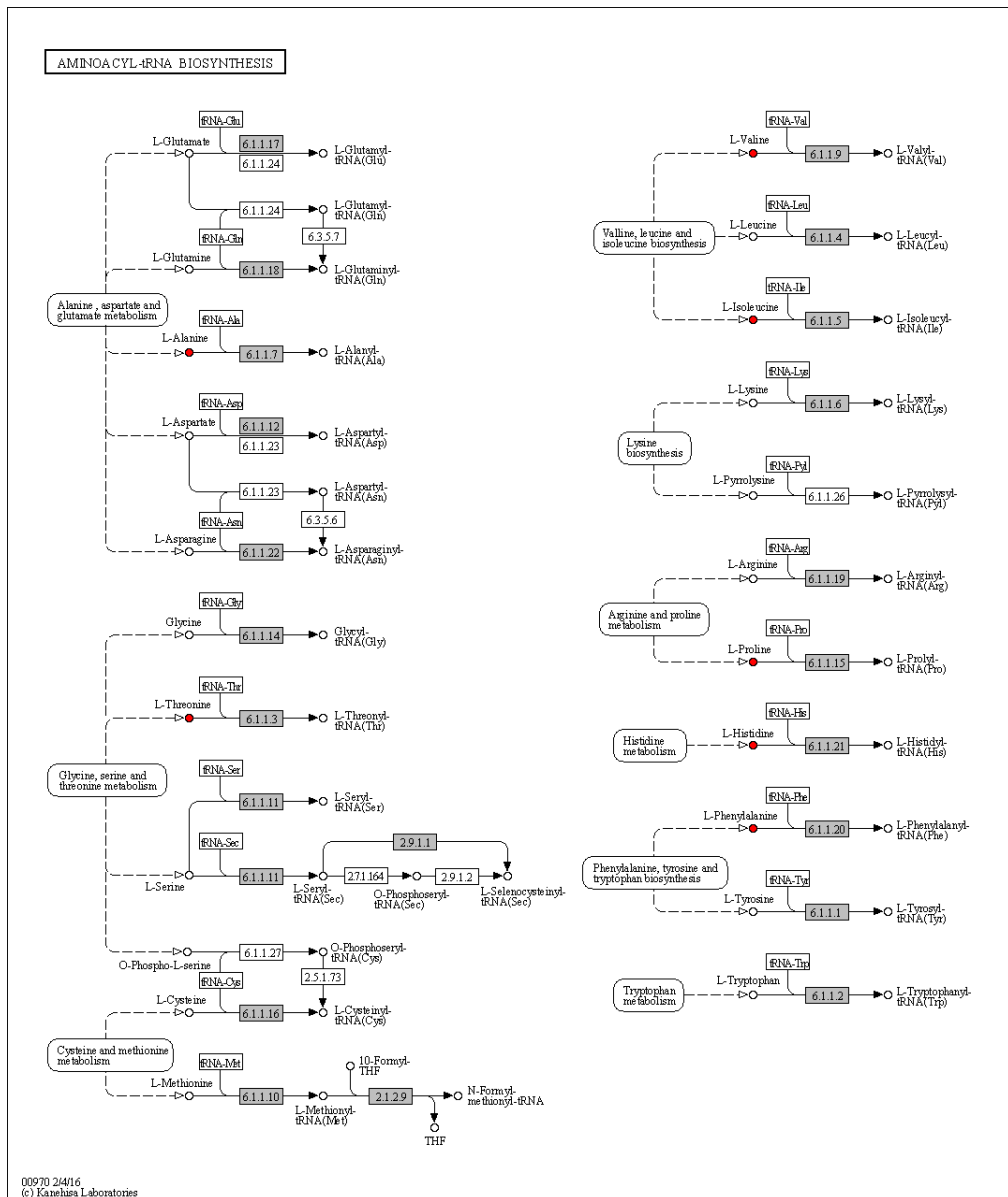 AMINOACYL-tRNA BIOSYNTHESIS
tRNA-Glu
L-Glutamate
6.1.1.17
6.1.1.24
L-Glutamyl-
tRNA(Glu)
6.1.1.24
L-Glutamyl-
tRNA(Gln)
tRNA-Gln
6.3.5.7
L-Glutamine
6.1.1.18
L-Glutaminyl-
tRNA(Gln)
Alanine, aspartate and
glutamate metabolism
tRNA-Ala
L-Alanine
6.1.1.7
L-Alanyl-
tRNA(Ala)
tRNA-Asp
L-Aspartate
6.1.1.12
6.1.1.23
L-Aspartyl-
tRNA(Asp)
6.1.1.23
L-Aspartyl-
tRNA(Asn)
tRNA-Asn
6.3.5.6
L-Asparagine
6.1.1.22
L-Asparaginyl-
tRNA(Asn)
tRNA-Gly
Glycine
6.1.1.14
Glycyl-
tRNA(Gly)
tRNA-Thr
L-Threonine
6.1.1.3
L-Threonyl-
tRNA(Thr)
Glycine, serine and
threonine metabolism
tRNA-Ser
6.1.1.11
L-Seryl-
tRNA(Ser)
tRNA-Sec
L-Serine
6.1.1.11
L-Seryl-
tRNA(Sec)
2.9.1.1
2.7.1.164
O-Phosphoseryl-
tRNA(Sec)
2.9.1.2
L-Selenocysteinyl-
tRNA(Sec)
O-Phospho-L-serine
6.1.1.27
O-Phosphoseryl-
tRNA(Cys)
tRNA-Cys
2.5.1.73
L-Cysteine
6.1.1.16
L-Cysteinyl-
tRNA(Cys)
Cysteine and methionine
metabolism
tRNA-Met
L-Methionine
6.1.1.10
L-Methionyl-
tRNA(Met)
10-Formyl-
THF
2.1.2.9
N-Formyl-
methionyl-tRNA
THF
tRNA-Val
L-Valine
6.1.1.9
L-Valyl-
tRNA(Val)
tRNA-Leu
Valline, leucine and
isoleucine biosynthesis
L-Leucine
6.1.1.4
L-Leucyl-
tRNA(Leu)
tRNA-Ile
L-Isoleucine
6.1.1.5
L-Isoleucyl-
tRNA(Ile)
tRNA-Lys
L-Lysine
6.1.1.6
L-Lysyl-
tRNA(Lys)
Lysine
biosynthesis
tRNA-Pyl
L-Pyrrolysine
6.1.1.26
L-Pyrrolysyl-
tRNA(Pyl)
tRNA-Arg
L-Arginine
6.1.1.19
L-Arginyl-
tRNA(Arg)
Arginine and proline
metabolism
tRNA-Pro
L-Proline
6.1.1.15
L-Prolyl-
tRNA(Pro)
tRNA-His
Histidine
metabolism
L-Histidine
6.1.1.21
L-Histidyl-
tRNA(His)
tRNA-Phe
L-Phenylalanine
6.1.1.20
L-Phenylalanyl-
tRNA(Phe)
Phenylalanine, tyrosine and
tryptophan biosynthesis
tRNA-Tyr
L-Tyrosine
6.1.1.1
L-Tyrosyl-
tRNA(Tyr)
tRNA-Trp
Tryptophan
metabolism
L-Tryptophan
6.1.1.2
L-Tryptophanyl-
tRNA(Trp)
00970 2/4/16
(c) Kanehisa Laboratories